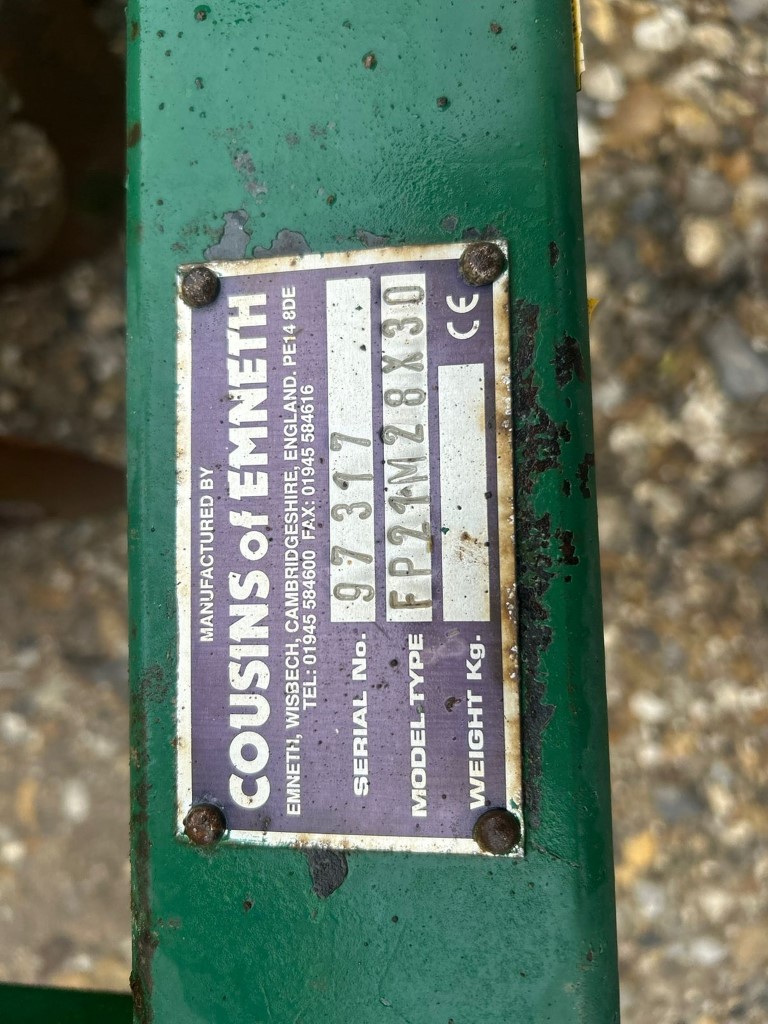 MANUFACTURED BY
COUSINS of EMNETH
EMNETH, WISBECH, CAMBRIDGESHIRE, ENGLAND. PE14 8DE
TEL: 01945 584600 FAX: 01945 584616
SERIAL No. 97317
MODEL-TYPE FP21M28X30
WEIGHT Kg. CE